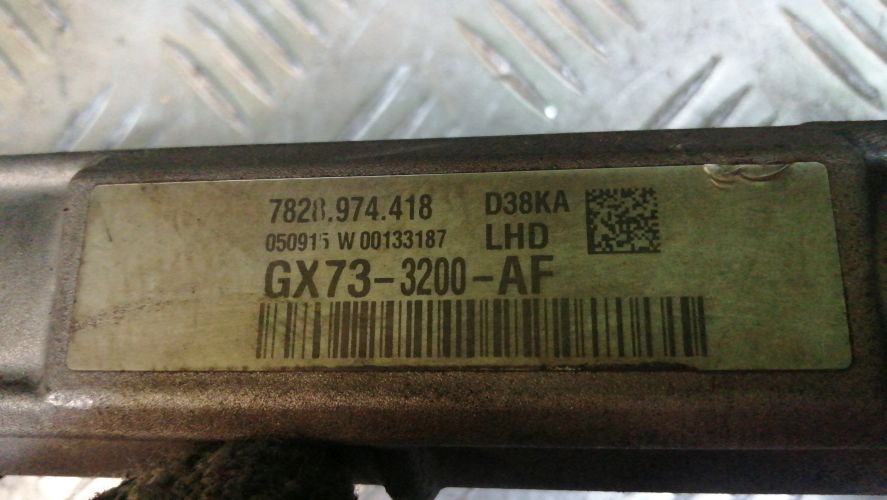 7828.974.418 D38KA
050915 W 00133187 LHD
GX73-3200-AF